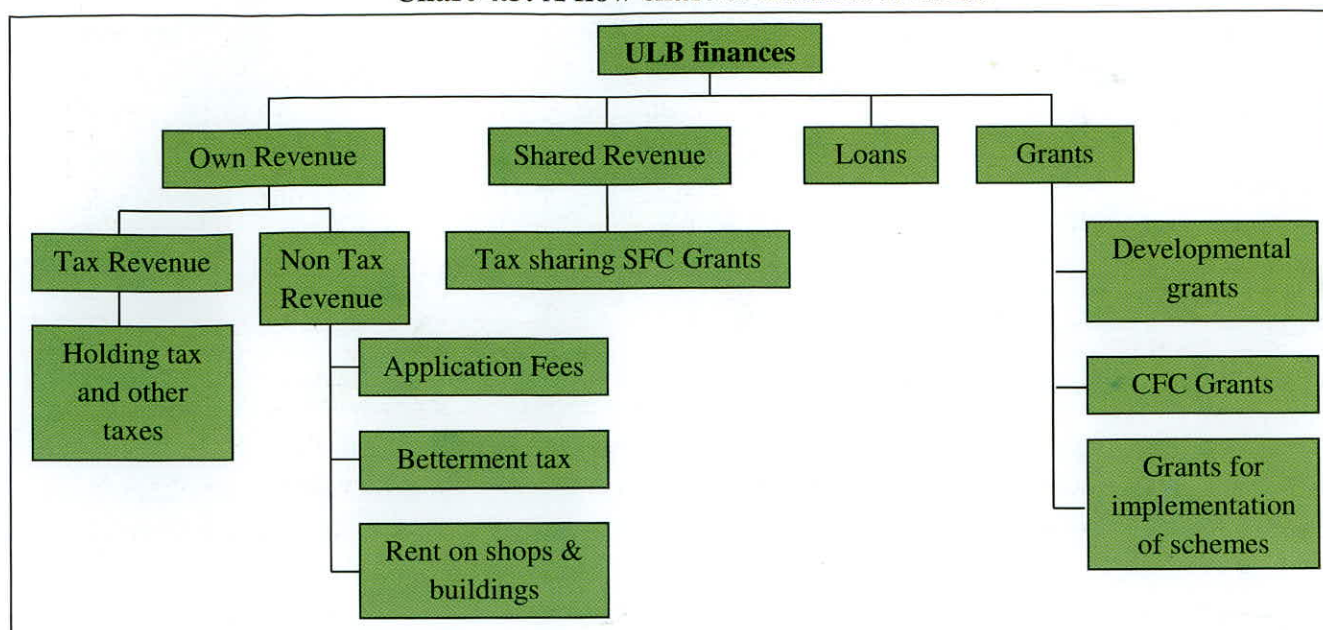 ULB finances
Own Revenue
Shared Revenue
Loans
Grants
Tax Revenue
Non Tax
Revenue
Tax sharing SFC Grants
Developmental
grants
Holding tax
and other
taxes
Application Fees
CFC Grants
Betterment tax
Grants for
implementation
of schemes
Rent on shops &
buildings